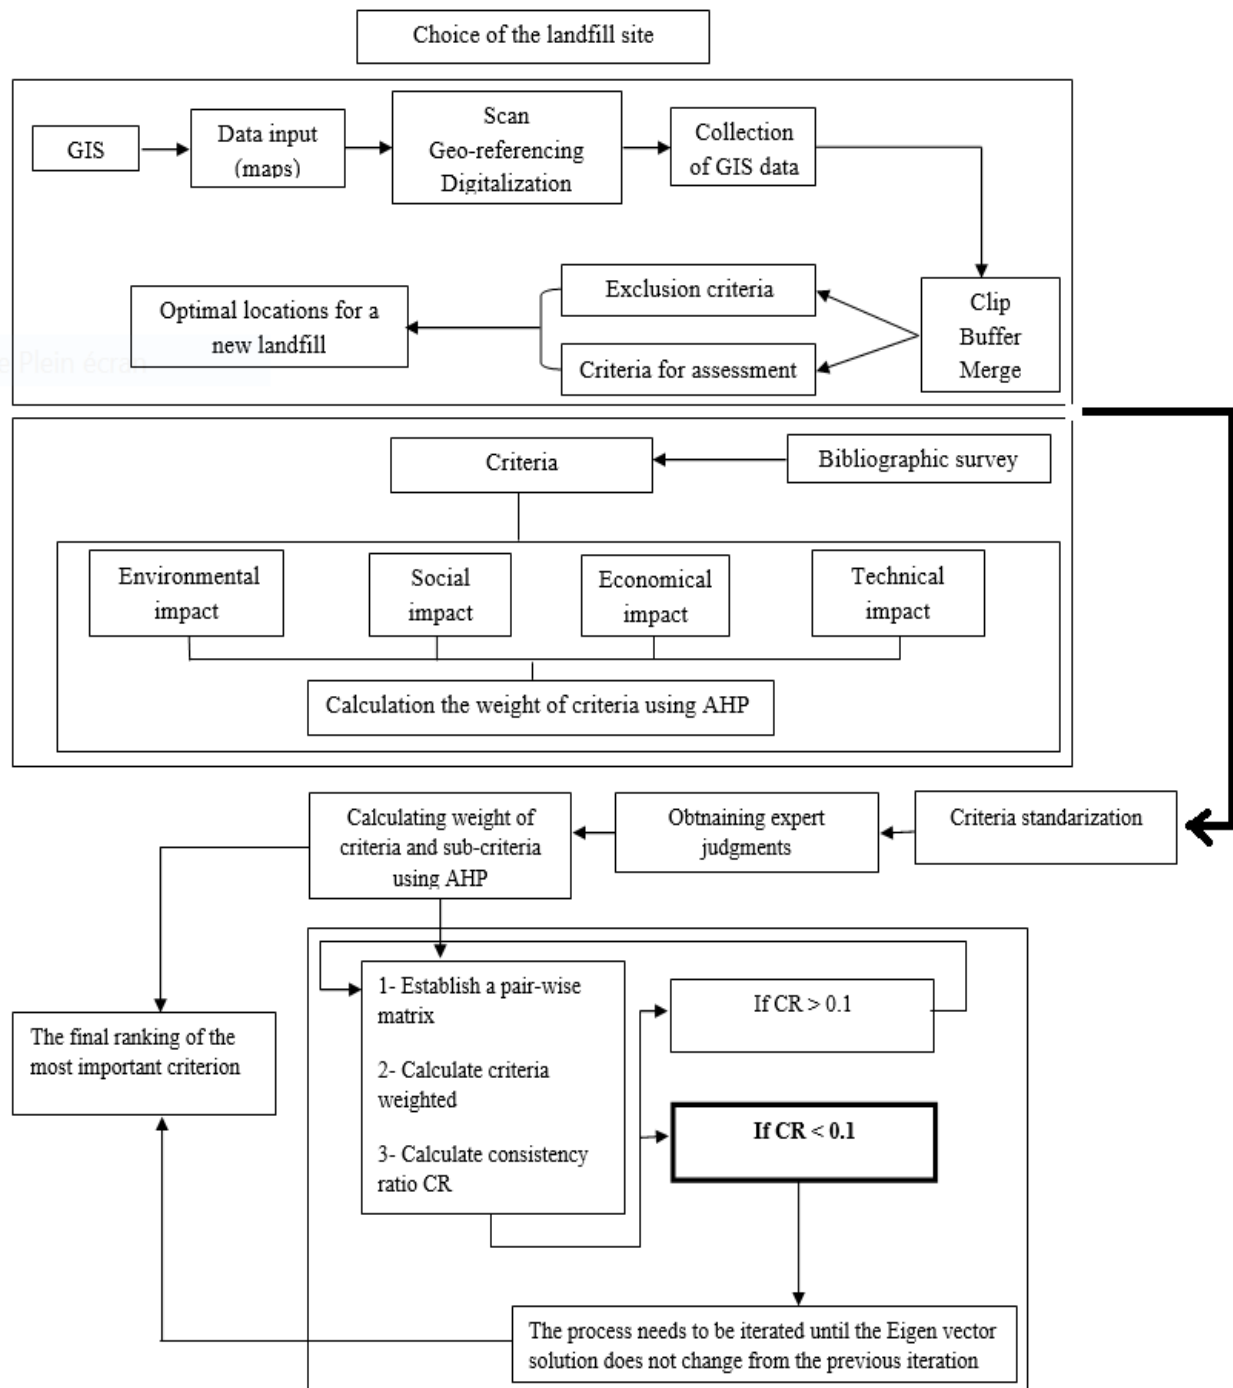 Choice of the landfill site
GIS
Data input
(maps)
Scan
Geo-referencing
Digitalization
Collection
of GIS data
Optimal locations for a
new landfill
Exclusion criteria
Criteria for assessment
Clip
Buffer
Merge
e Plein écran
Criteria
Bibliographic survey
Environmental
impact
Social
impact
Economical
impact
Technical
impact
Calculation the weight of criteria using AHP
Calculating weight of
criteria and sub-criteria
using AHP
Obtnaining expert
judgments
Criteria standarization
1- Establish a pair-wise
matrix
2- Calculate criteria
weighted
3- Calculate consistency
ratio CR
If CR > 0.1
The final ranking of the
most important criterion
If CR < 0.1
The process needs to be iterated until the Eigen vector
solution does not change from the previous iteration